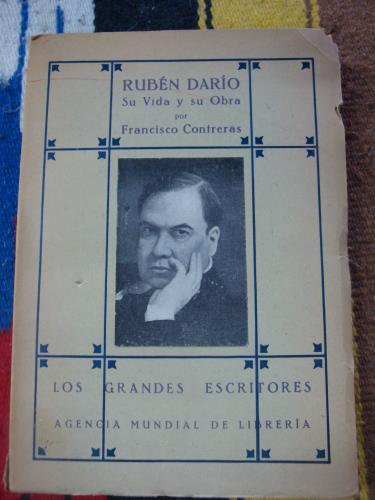 RUBÉN DARÍO
Su Vida y su Obra
por
Francisco Contreras
LOS GRANDES ESCRITORES
AGENCIA MUNDIAL DE LIBRERÍA